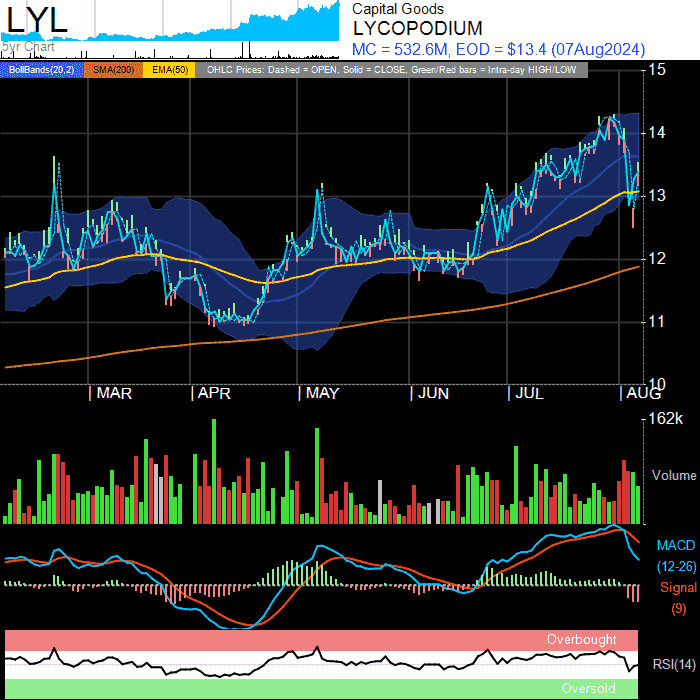 LYL
5yr Chart
Capital Goods
LYCOPODIUM
MC = 532.6M, EOD = $13.4 (07Aug2024)
BollBands(20,2) SMA(200) EMA(50) OHLC Prices: Dashed = OPEN, Solid = CLOSE, Green/Red bars = Intra-day HIGH/LOW
15
14
13
12
11
10
| MAR | APR | MAY | JUN | JUL | AUG
162k
Volume
MACD
(12-26)
Signal
(9)
Overbought
RSI(14)
Oversold